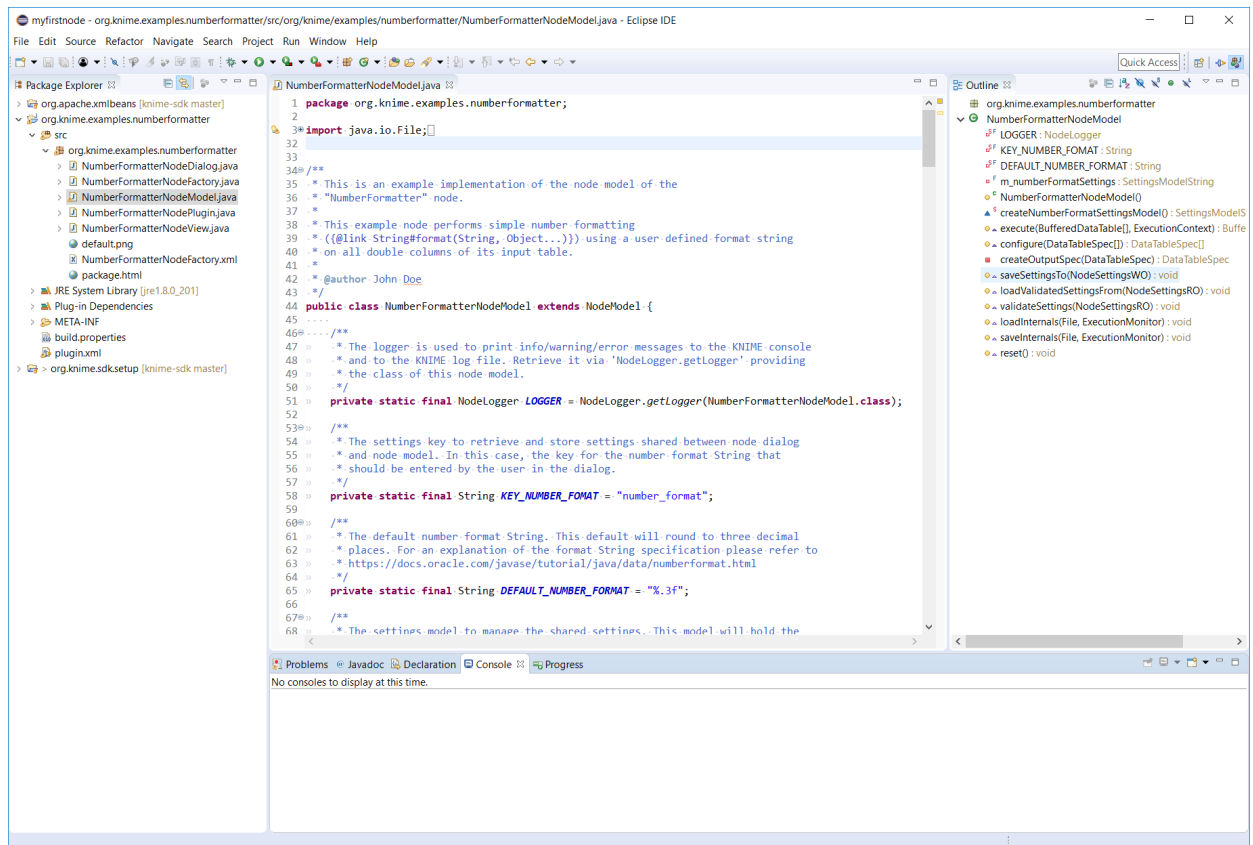 myfirstnode - org.knime.examples.numberformatter/src/org/knime/examples/numberformatter/NumberFormatterNodeModel.java - Eclipse IDE
File Edit Source Refactor Navigate Search Project Run Window Help
Quick Access
Package Explorer
org.apache.xmlbeans [knime-sdk master]
org.knime.examples.numberformatter
src
org.knime.examples.numberformatter
NumberFormatterNodeDialog.java
NumberFormatterNodeFactory.java
NumberFormatterNodeModel.java
NumberFormatterNodePlugin.java
NumberFormatterNodeView.java
default.png
NumberFormatterNodeFactory.xml
package.html
JRE System Library [jre1.8.0_201]
Plug-in Dependencies
META-INF
build.properties
plugin.xml
> org.knime.sdk.setup [knime-sdk master]
NumberFormatterNodeModel.java
1 package org.knime.examples.numberformatter;
2
3 import java.io.File;
32
33
34 /**
35 * This is an example implementation of the node model of the
36 * "NumberFormatter" node.
37 *
38 * This example node performs simple number formatting
39 * ({@link String#format(String, Object...)}) using a user defined format string
40 * on all double columns of its input table.
41 *
42 * @author John Doe
43 */
44 public class NumberFormatterNodeModel extends NodeModel {
45
46 /**
47 * The logger is used to print info/warning/error messages to the KNIME console
48 * and to the KNIME log file. Retrieve it via 'NodeLogger.getLogger' providing
49 * the class of this node model.
50 */
51 private static final NodeLogger LOGGER = NodeLogger.getLogger(NumberFormatterNodeModel.class);
52
53 /**
54 * The settings key to retrieve and store settings shared between node dialog
55 * and node model. In this case, the key for the number format String that
56 * should be entered by the user in the dialog.
57 */
58 private static final String KEY_NUMBER_FOMAT = "number_format";
59
60 /**
61 * The default number format String. This default will round to three decimal
62 * places. For an explanation of the format String specification please refer to
63 * https://docs.oracle.com/javase/tutorial/java/data/numberformat.html
64 */
65 private static final String DEFAULT_NUMBER_FORMAT = "%.3f";
66
67 /**
68 * The settings model to manage the shared settings. This model will hold the
Outline
org.knime.examples.numberformatter
NumberFormatterNodeModel
LOGGER : NodeLogger
KEY_NUMBER_FOMAT : String
DEFAULT_NUMBER_FORMAT : String
m_numberFormatSettings : SettingsModelString
NumberFormatterNodeModel()
createNumberFormatSettingsModel() : SettingsModelS
execute(BufferedDataTable[], ExecutionContext) : Buffe
configure(DataTableSpec[]) : DataTableSpec[]
createOutputSpec(DataTableSpec) : DataTableSpec
saveSettingsTo(NodeSettingsWO) : void
loadValidatedSettingsFrom(NodeSettingsRO) : void
validateSettings(NodeSettingsRO) : void
loadInternals(File, ExecutionMonitor) : void
saveInternals(File, ExecutionMonitor) : void
reset() : void
Problems Javadoc Declaration Console Progress
No consoles to display at this time.